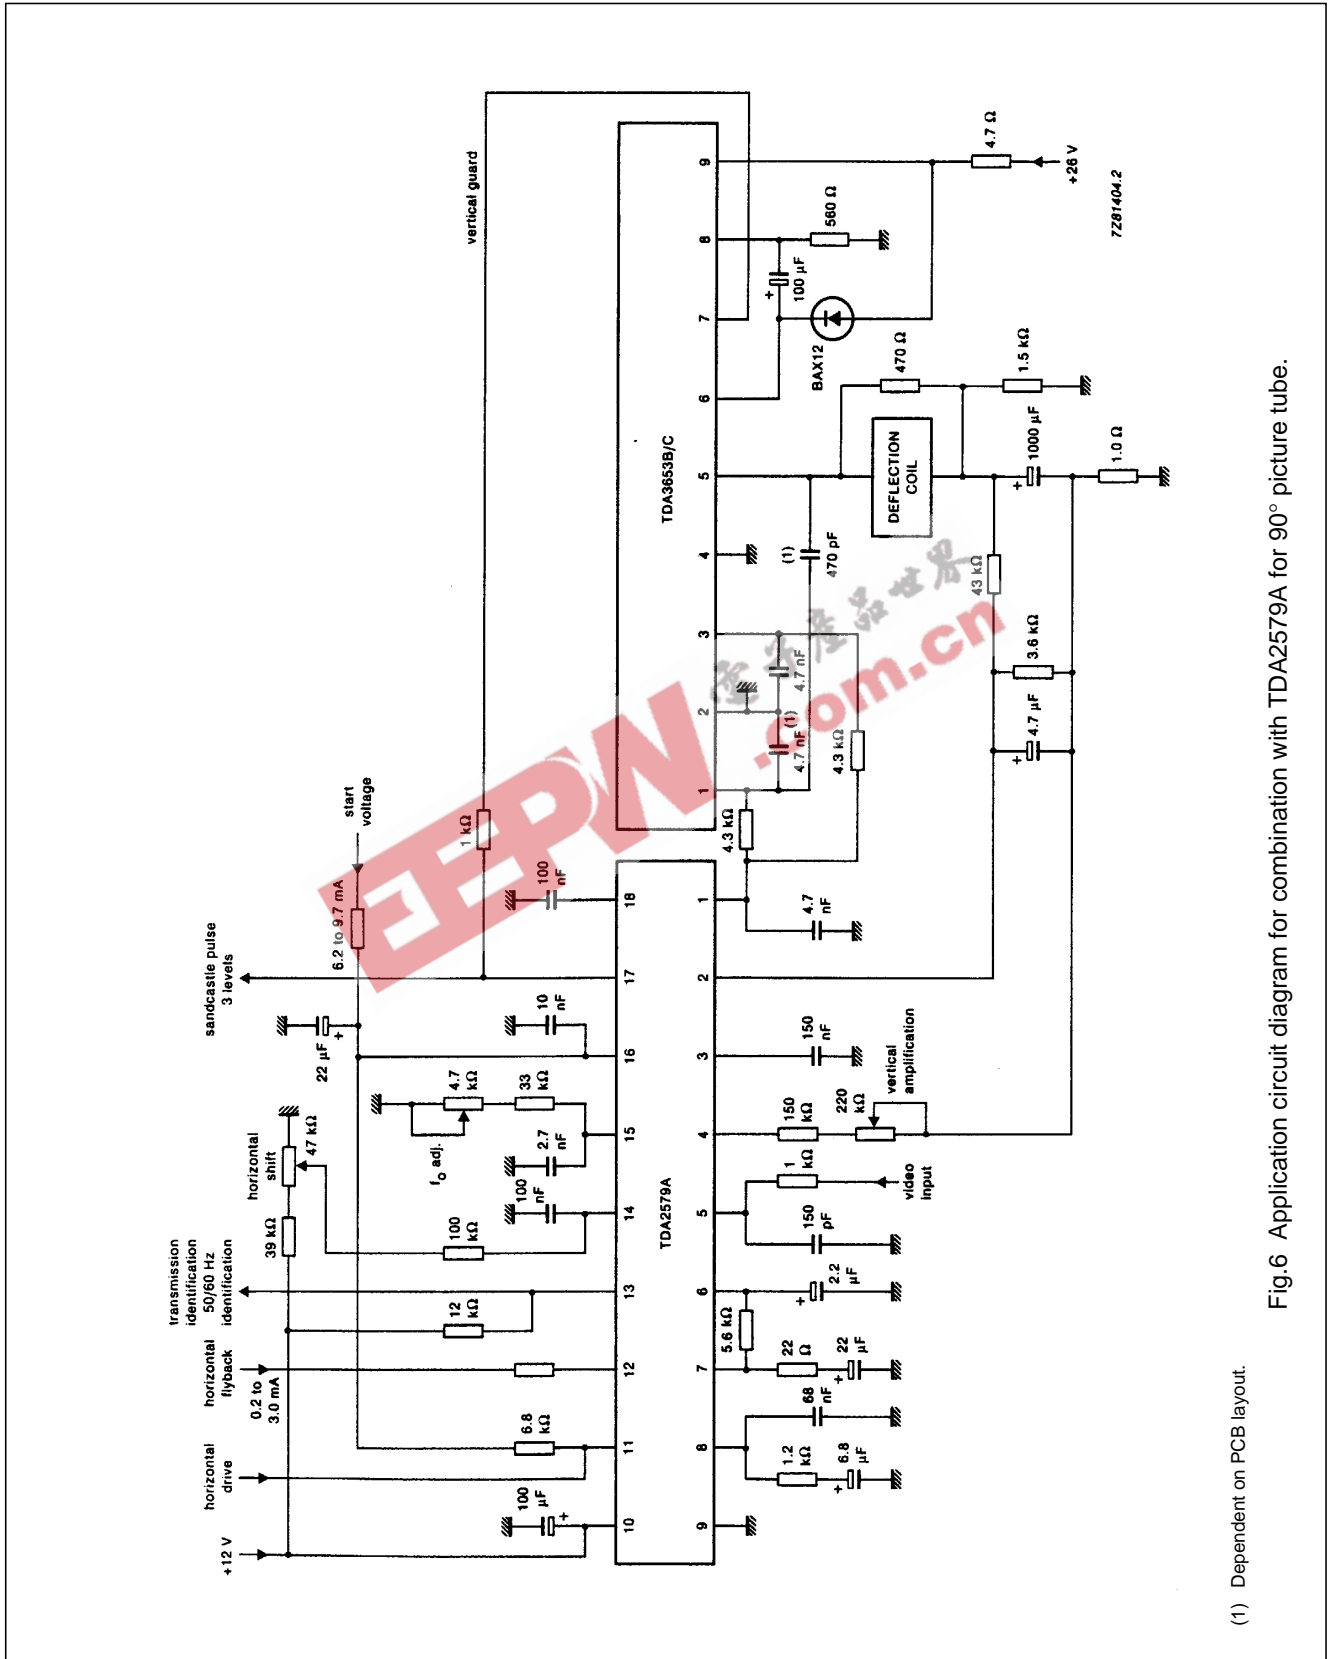 vertical guard
TDA3653B/C
9
8
7
6
5
4
3
2
1
4.7 Ω
+26 V
7Z81404.2
560 Ω
+
100 µF
BAX12
470 Ω
1.5 kΩ
DEFLECTION
COIL
+
1000 µF
1.0 Ω
(1)
470 pF
43 kΩ
4.7 nF
4.7 nF (1)
4.3 kΩ
4.3 kΩ
3.6 kΩ
+
4.7 µF
電子產品世界
EEPW
.com.cn
start
voltage
6.2 to 9.7 mA
1 kΩ
sandcastle pulse
3 levels
22 µF
+
100
nF
10
nF
4.7
kΩ
33
kΩ
fo adj.
2.7
nF
100
nF
horizontal
shift
47 kΩ
39 kΩ
100
kΩ
transmission
identification
50/60 Hz
identification
12
kΩ
horizontal
flyback
0.2 to
3.0 mA
6.8
kΩ
horizontal
drive
100
µF
+
+12 V
TDA2579A
18
17
16
15
14
13
12
11
10
1
2
3
4
5
6
7
8
9
4.7
nF
150
nF
150
kΩ
220
kΩ
vertical
amplification
1
kΩ
video
input
150
pF
+
2.2
µF
5.6 kΩ
22
Ω
+
22
µF
68
nF
1.2
kΩ
+
6.8
µF
(1) Dependent on PCB layout.
Fig.6 Application circuit diagram for combination with TDA2579A for 90° picture tube.